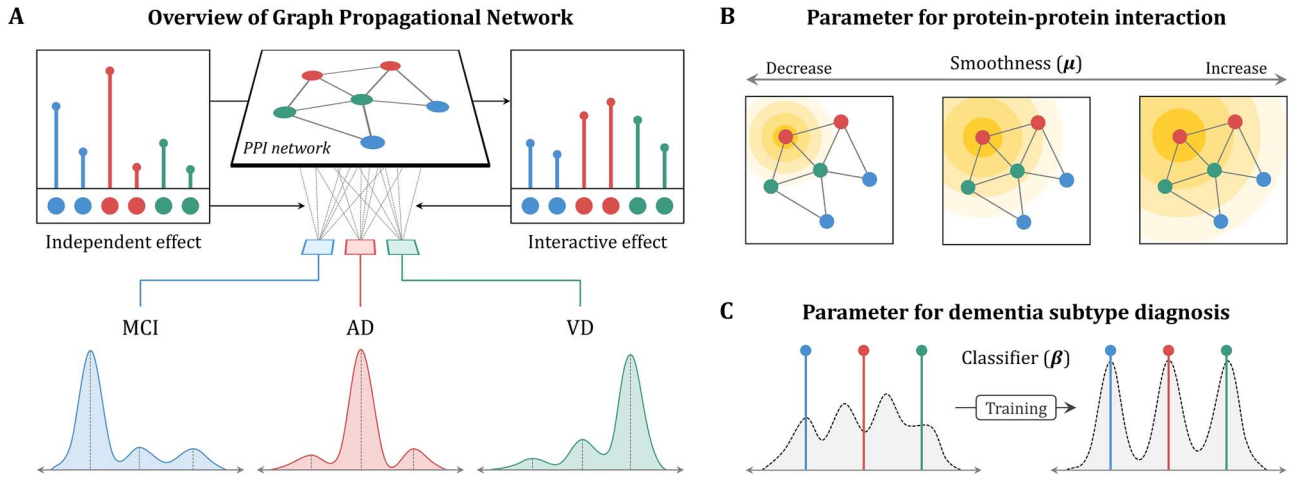 A
Overview of Graph Propagational Network
PPI network
Independent effect
Interactive effect
MCI
AD
VD
B
Parameter for protein-protein interaction
Decrease
Smoothness (μ)
Increase
C
Parameter for dementia subtype diagnosis
Classifier (β)
Training